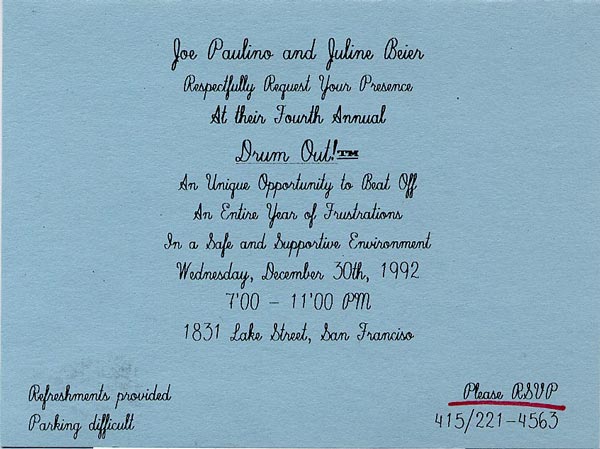 Joe Paulino and Juline Beier
Respectfully Request Your Presence
At their Fourth Annual
Drum Out!™
An Unique Opportunity to Beat Off
An Entire Year of Frustrations
In a Safe and Supportive Environment
Wednesday, December 30th, 1992
7'00 - 11'00 PM
1831 Lake Street, San Franciso
Refreshments provided
Parking difficult
Please RSVP
415/221-4563